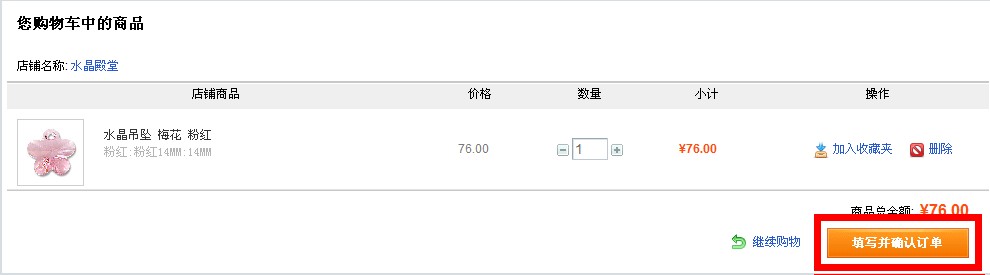 您购物车中的商品
店铺名称: 水晶殿堂
店铺商品 价格 数量 小计 操作
水晶吊坠 梅花 粉红
粉红:粉红14MM:14MM
76.00 1 ¥76.00 加入收藏夹 删除
商品总金额: ¥76.00
继续购物 填写并确认订单